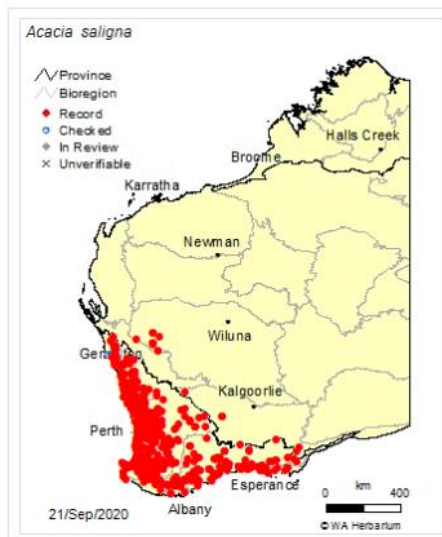 Acacia saligna
Province
Bioregion
Record
Checked
In Review
Unverifiable
Halls Creek
Broome
Karratha
Newman
Wiluna
Kalgoorlie
Perth
Esperance
Albany
km
0 400
21/Sep/2020
© WA Herbarium